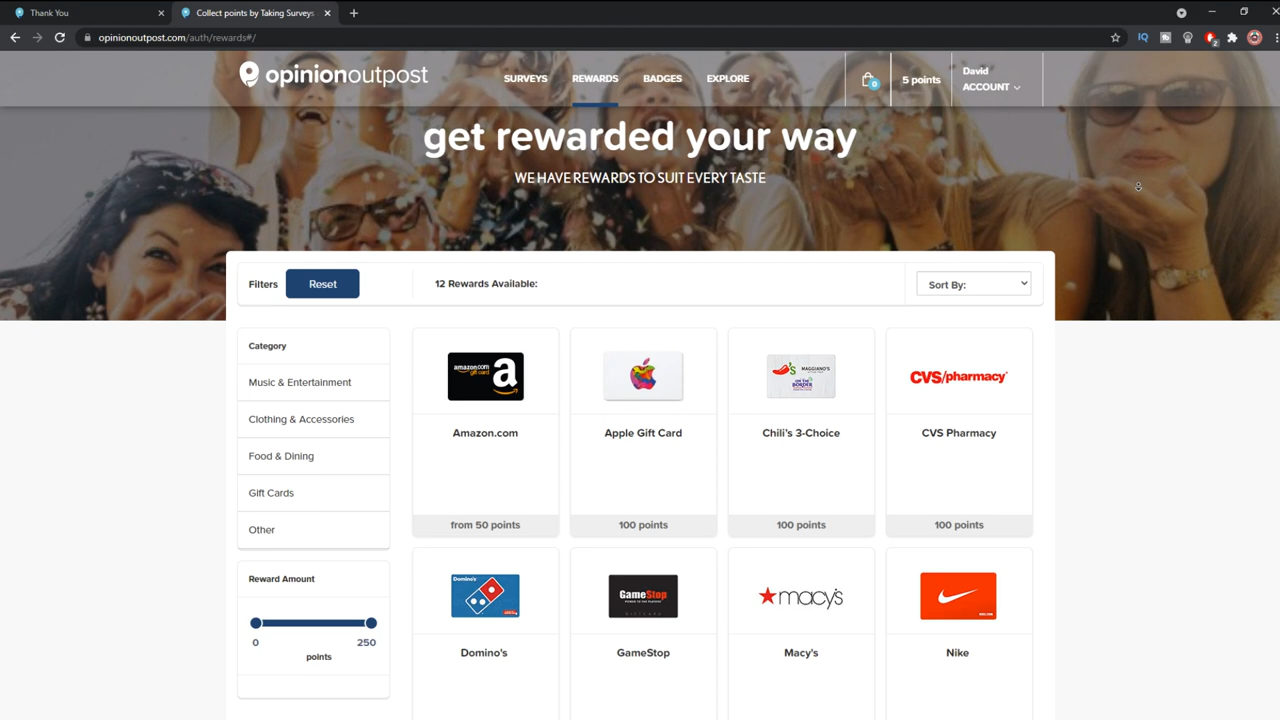 Thank You
Collect points by Taking Surveys
opinionoutpost.com/auth/rewards#/
IQ
2
opinionoutpost
SURVEYS
REWARDS
BADGES
EXPLORE
0
5 points
David
ACCOUNT
get rewarded your way
WE HAVE REWARDS TO SUIT EVERY TASTE
Filters
Reset
12 Rewards Available:
Sort By:
Category
Music & Entertainment
Clothing & Accessories
Food & Dining
Gift Cards
Other
Reward Amount
0
250
points
amazon.com
gift card
a
Amazon.com
from 50 points
Apple Gift Card
100 points
MAGGIANO'S
ON THE
BORDER
Chili's 3-Choice
100 points
CVS/pharmacy
CVS Pharmacy
100 points
Domino's
Domino's
GameStop
GameStop
macy's
Macy's
Nike